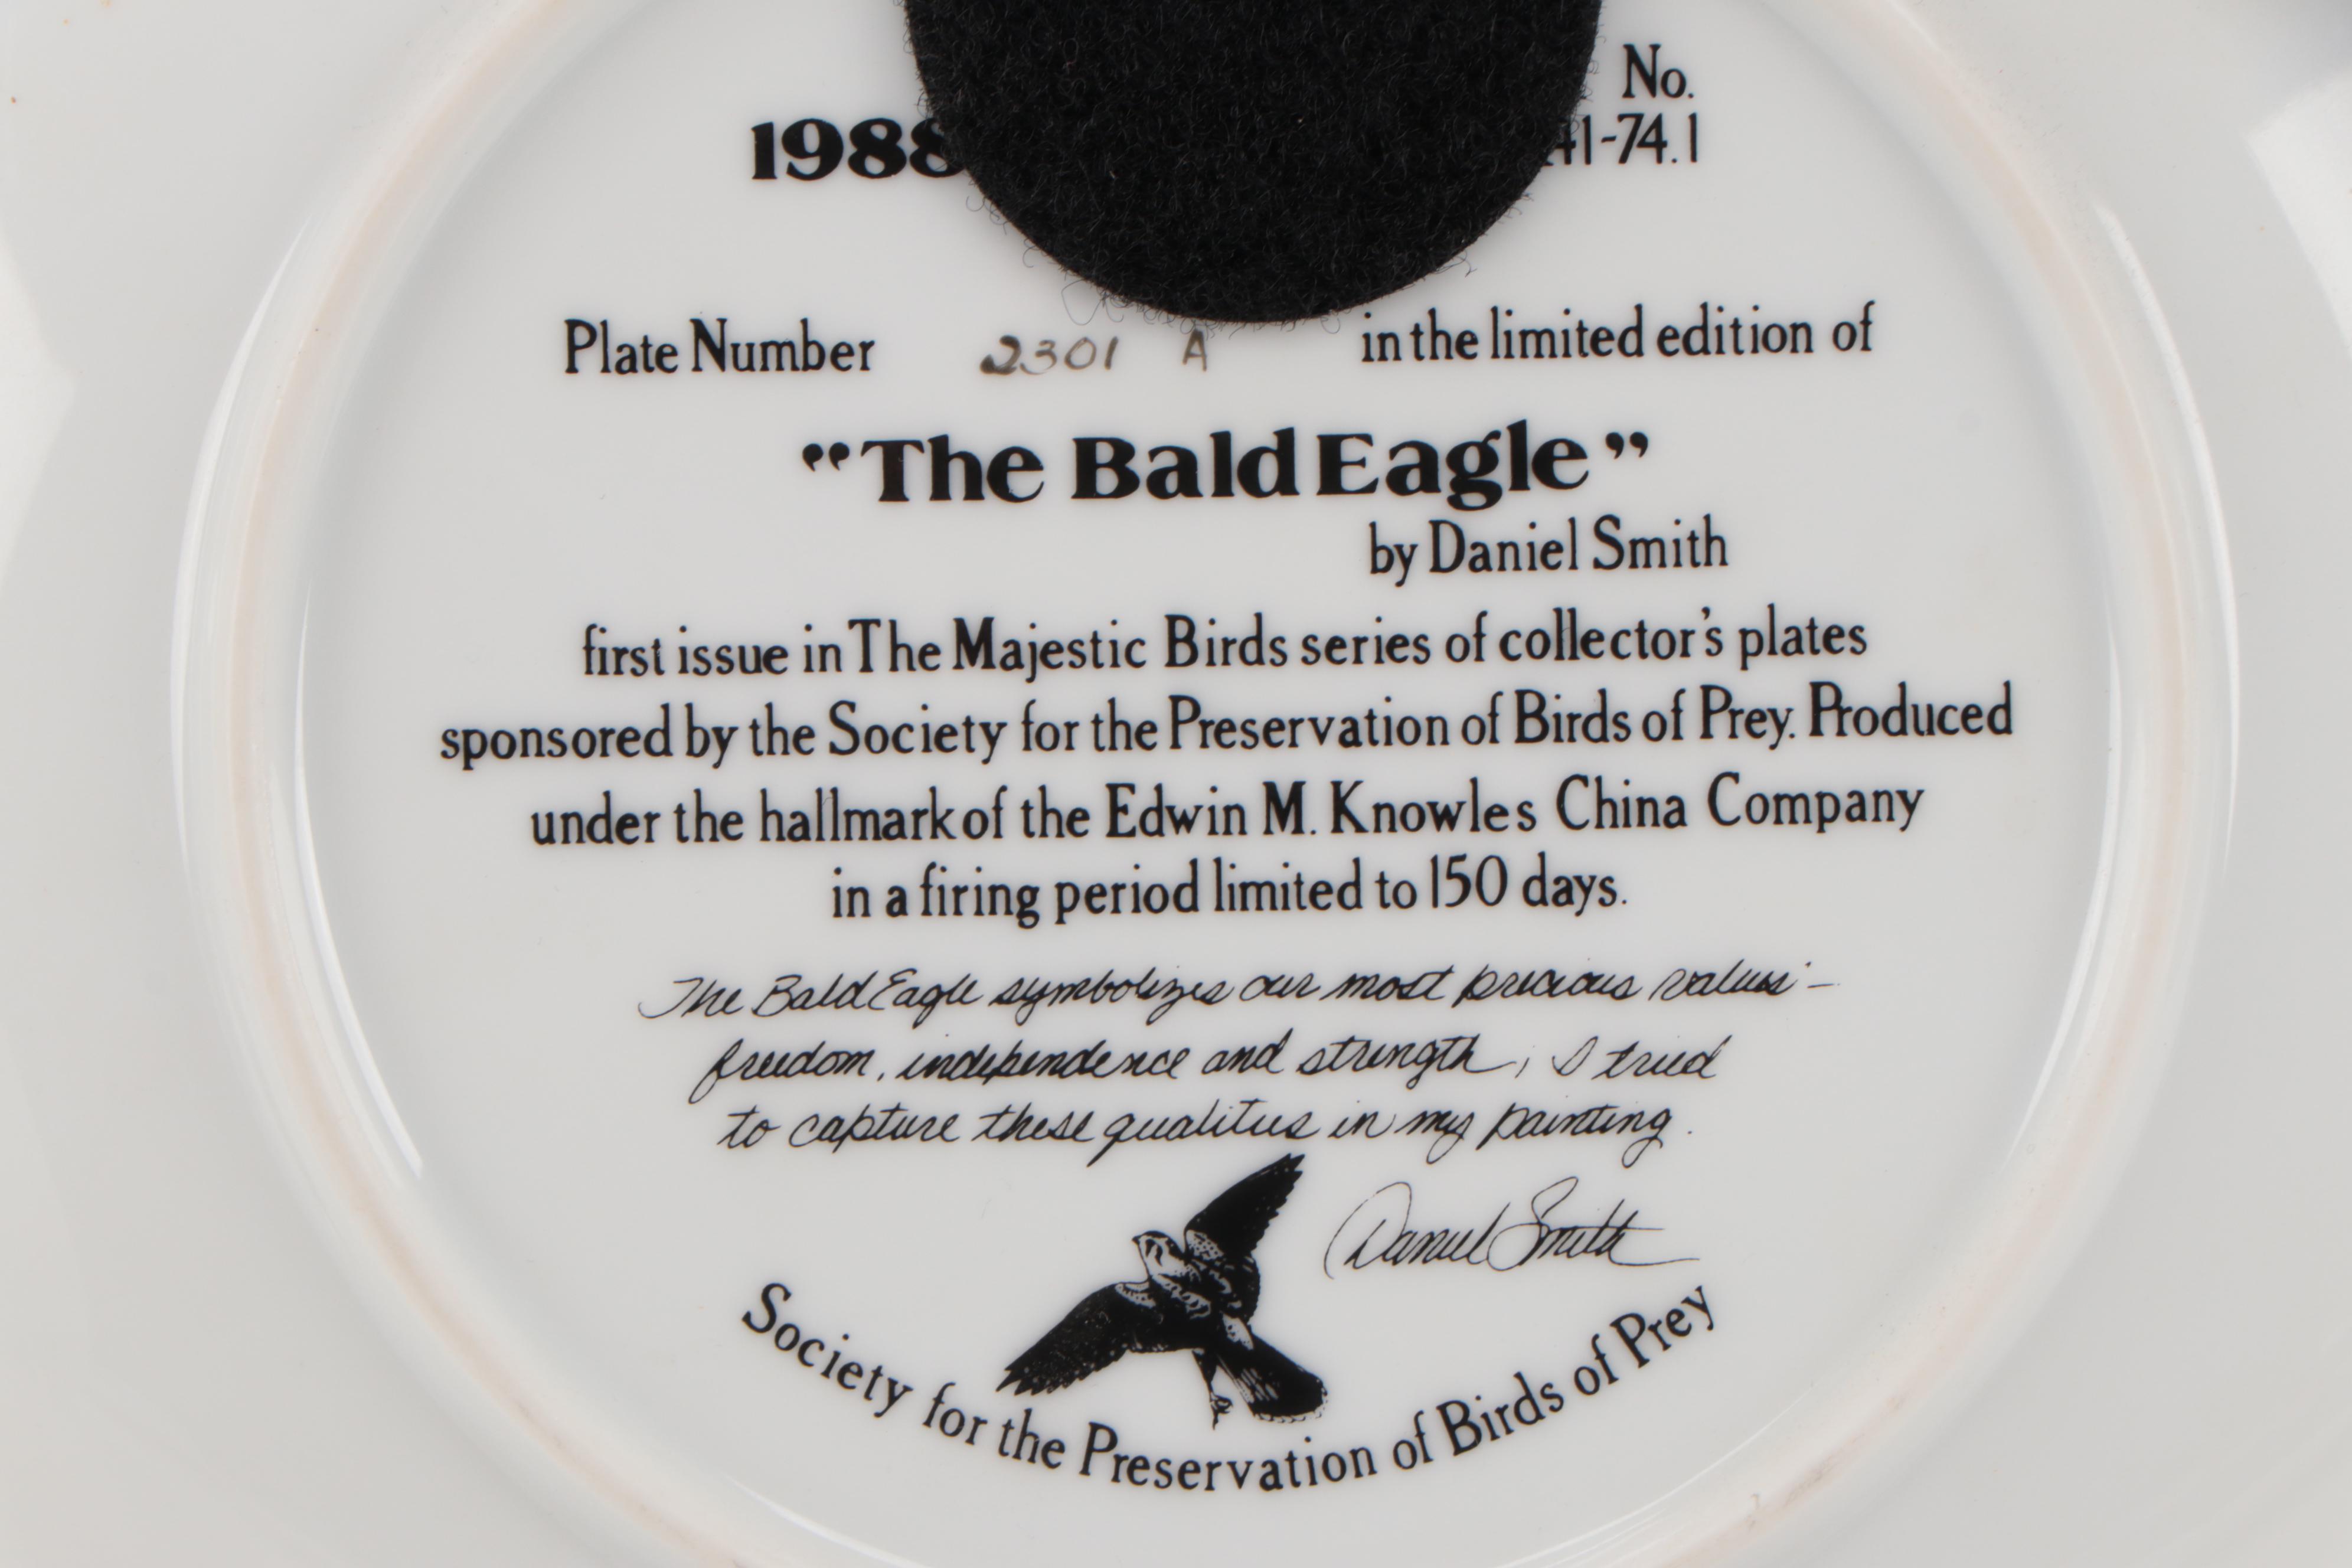 No.
1988
41-74.1
Plate Number 2301 A in the limited edition of
"The Bald Eagle"
by Daniel Smith
first issue in The Majestic Birds series of collector's plates
sponsored by the Society for the Preservation of Birds of Prey. Produced
under the hallmark of the Edwin M. Knowles China Company
in a firing period limited to 150 days.
The Bald Eagle symbolizes our most precious values –
freedom, independence and strength; I tried
to capture these qualities in my painting.
Daniel Smith
Society for the Preservation of Birds of Prey